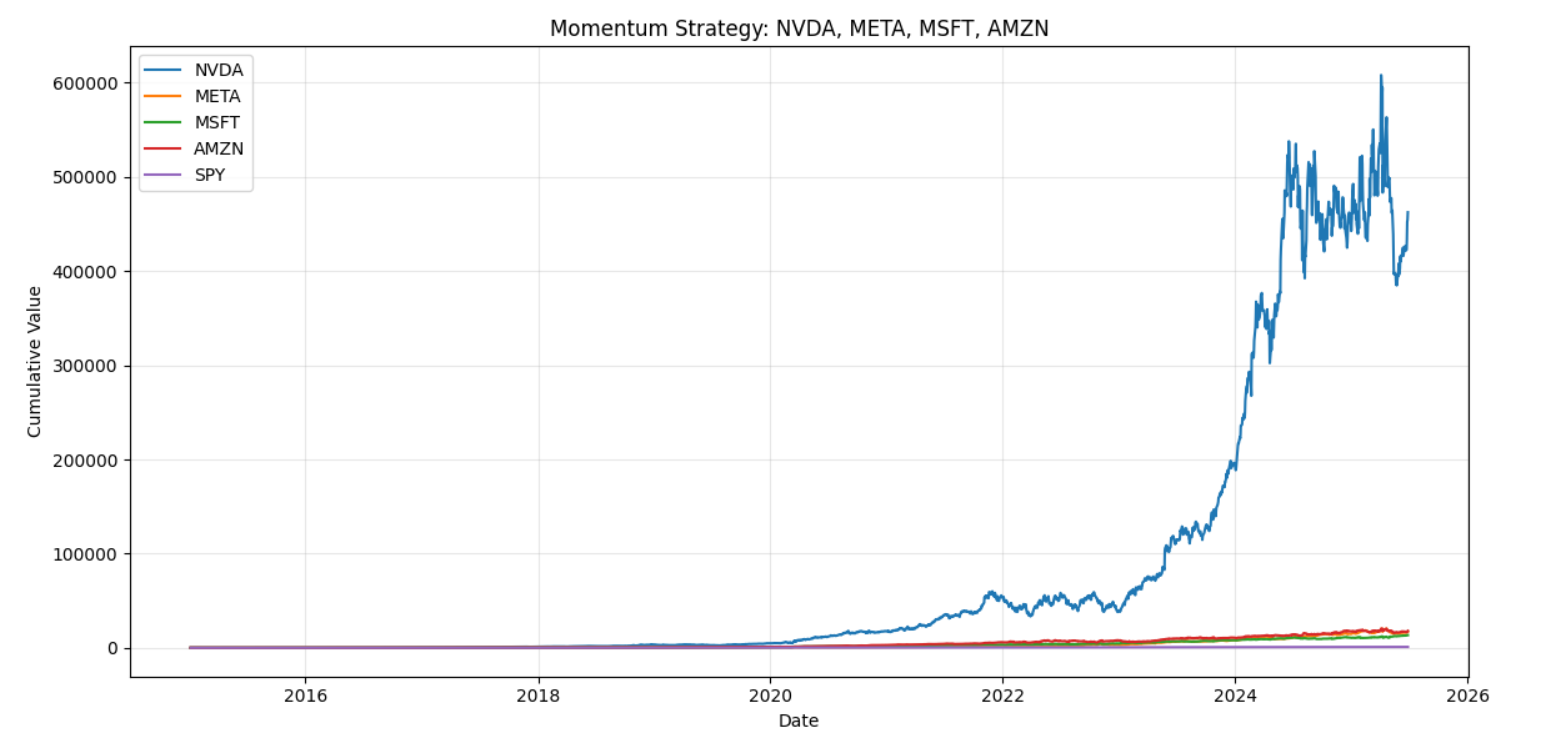 Momentum Strategy: NVDA, META, MSFT, AMZN
NVDA
META
MSFT
AMZN
SPY
600000
500000
400000
300000
200000
100000
0
Cumulative Value
2016
2018
2020
2022
2024
2026
Date